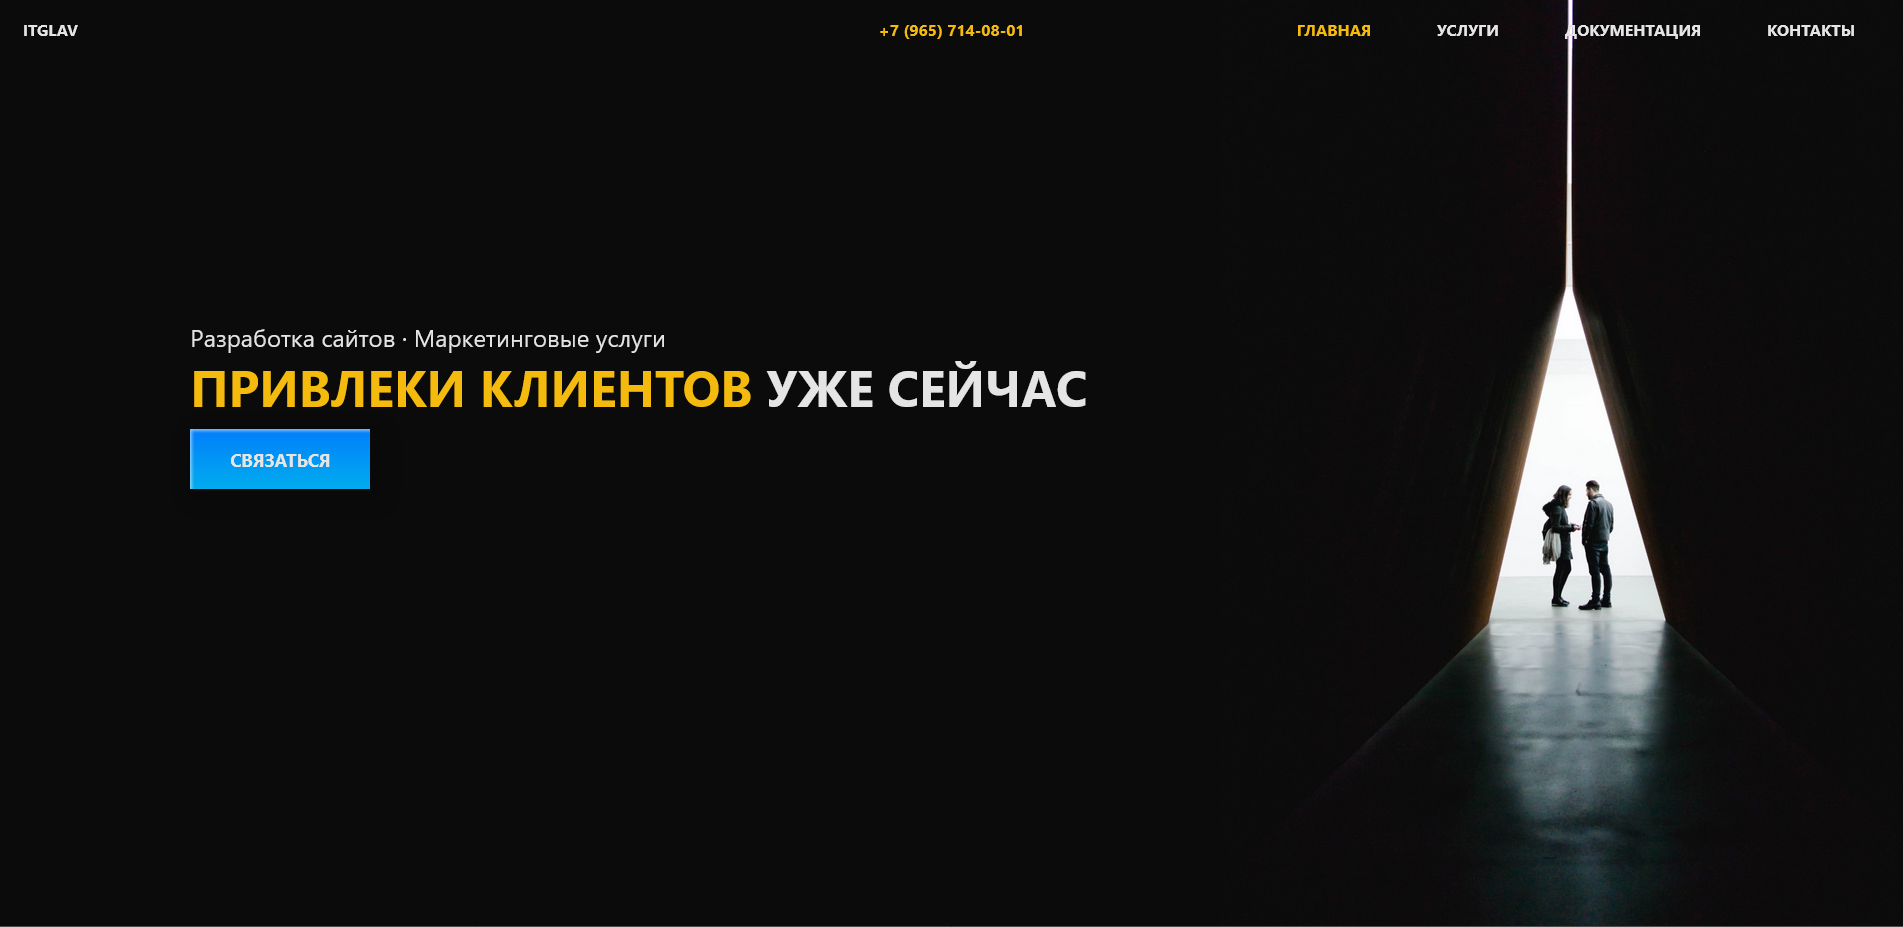 ITGLAV
+7 (965) 714-08-01
ГЛАВНАЯ
УСЛУГИ
ДОКУМЕНТАЦИЯ
КОНТАКТЫ
Разработка сайтов · Маркетинговые услуги
ПРИВЛЕКИ КЛИЕНТОВ УЖЕ СЕЙЧАС
СВЯЗАТЬСЯ